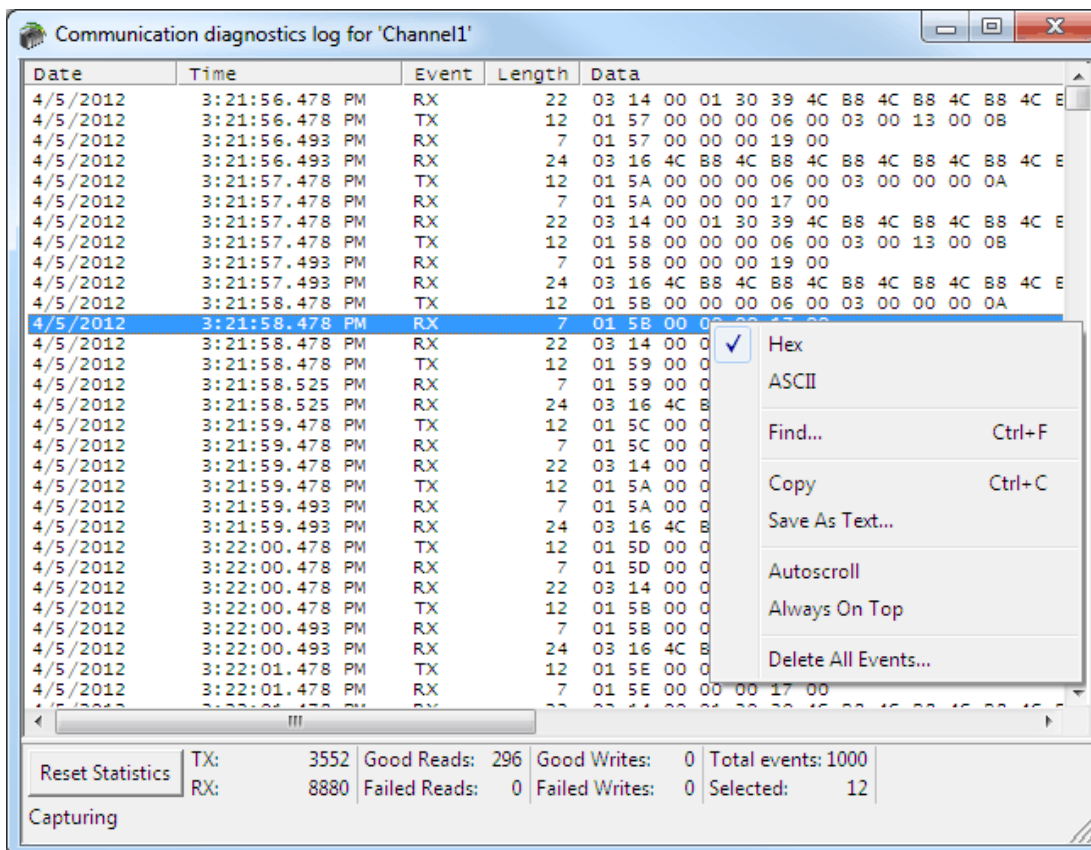 Communication diagnostics log for 'Channel1'
Date Time Event Length Data
4/5/2012 3:21:56.478 PM RX 22 03 14 00 01 30 39 4C B8 4C B8 4C B8 4C
4/5/2012 3:21:56.478 PM TX 12 01 57 00 00 00 06 00 03 00 13 00 0B
4/5/2012 3:21:56.493 PM RX 7 01 57 00 00 00 19 00
4/5/2012 3:21:56.493 PM RX 24 03 16 4C B8 4C B8 4C B8 4C B8 4C B8 4C
4/5/2012 3:21:57.478 PM TX 12 01 5A 00 00 00 06 00 03 00 00 00 0A
4/5/2012 3:21:57.478 PM RX 7 01 5A 00 00 00 17 00
4/5/2012 3:21:57.478 PM RX 22 03 14 00 01 30 39 4C B8 4C B8 4C B8 4C
4/5/2012 3:21:57.478 PM TX 12 01 58 00 00 00 06 00 03 00 13 00 0B
4/5/2012 3:21:57.493 PM RX 7 01 58 00 00 00 19 00
4/5/2012 3:21:57.493 PM RX 24 03 16 4C B8 4C B8 4C B8 4C B8 4C B8 4C
4/5/2012 3:21:58.478 PM TX 12 01 5B 00 00 00 06 00 03 00 00 00 0A
4/5/2012 3:21:58.478 PM RX 7 01 5B 00
4/5/2012 3:21:58.478 PM RX 22 03 14 00
Hex
4/5/2012 3:21:58.478 PM TX 12 01 59 00
4/5/2012 3:21:58.525 PM RX 7 01 59 00
ASCII
4/5/2012 3:21:58.525 PM RX 24 03 16 4C
4/5/2012 3:21:59.478 PM TX 12 01 5C 00
Find... Ctrl+F
4/5/2012 3:21:59.478 PM RX 7 01 5C 00
4/5/2012 3:21:59.478 PM RX 22 03 14 00
4/5/2012 3:21:59.478 PM TX 12 01 5A 00
Copy Ctrl+C
4/5/2012 3:21:59.493 PM RX 7 01 5A 00
4/5/2012 3:21:59.493 PM RX 24 03 16 4C
Save As Text...
4/5/2012 3:22:00.478 PM TX 12 01 5D 00
4/5/2012 3:22:00.478 PM RX 7 01 5D 00
Autoscroll
4/5/2012 3:22:00.478 PM RX 22 03 14 00
4/5/2012 3:22:00.478 PM TX 12 01 5B 00
Always On Top
4/5/2012 3:22:00.493 PM RX 7 01 5B 00
4/5/2012 3:22:00.493 PM RX 24 03 16 4C
Delete All Events...
4/5/2012 3:22:01.478 PM TX 12 01 5E 00
4/5/2012 3:22:01.478 PM RX 7 01 5E 00 00 00 17 00
Reset Statistics
TX: 3552 Good Reads: 296 Good Writes: 0 Total events: 1000
RX: 8880 Failed Reads: 0 Failed Writes: 0 Selected: 12
Capturing